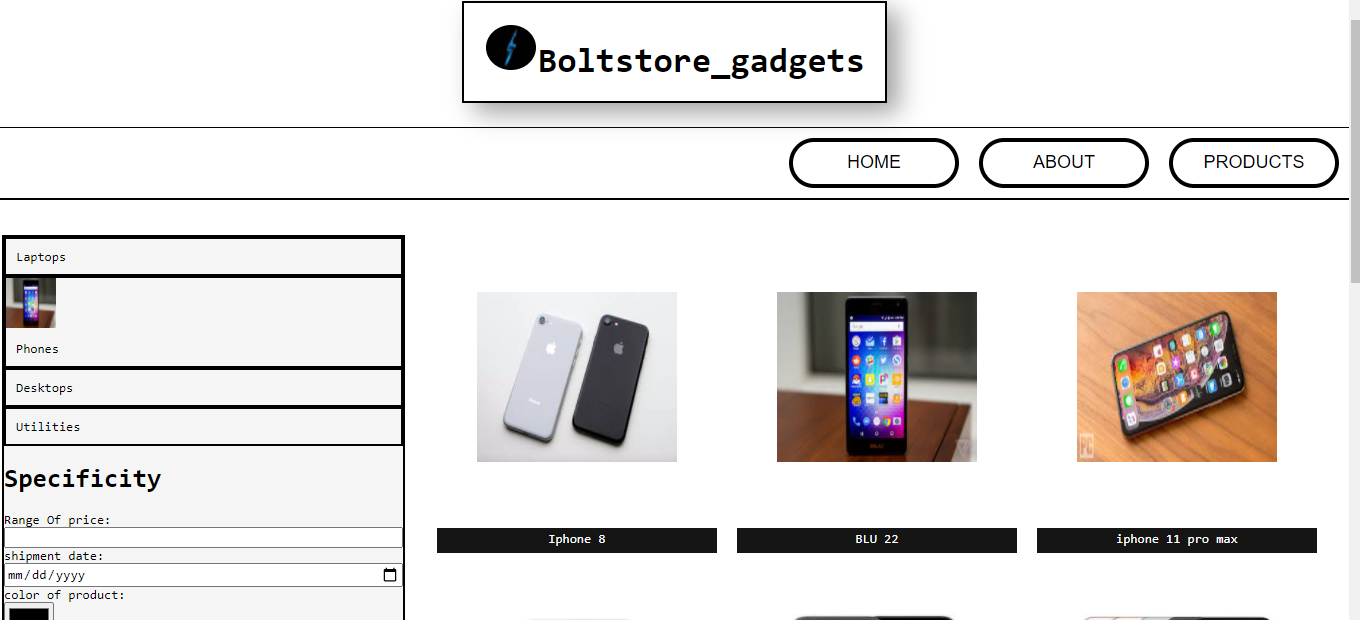 Boltstore_gadgets
HOME
ABOUT
PRODUCTS
Laptops
Phones
Desktops
Utilities
Specificity
Range Of price:
shipment date:
mm/dd/yyyy
color of product:
Iphone 8
BLU 22
iphone 11 pro max